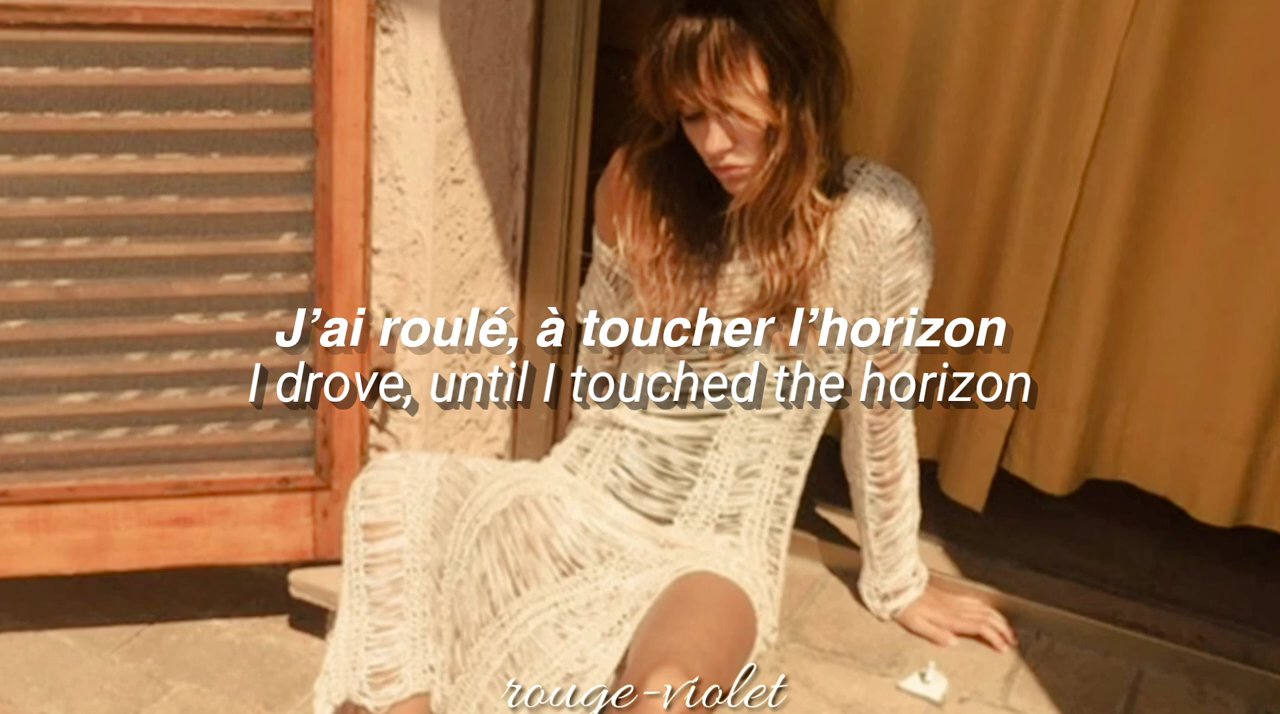 J’ai roulé, à toucher l’horizon
I drove, until I touched the horizon
rouge-violet